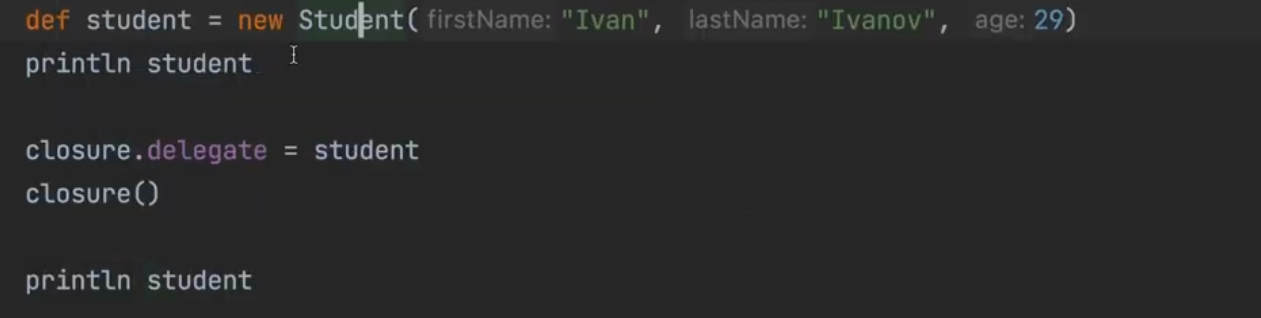 def student = new Student( firstName: "Ivan", lastName: "Ivanov", age: 29)
println student
closure.delegate = student
closure()
println student